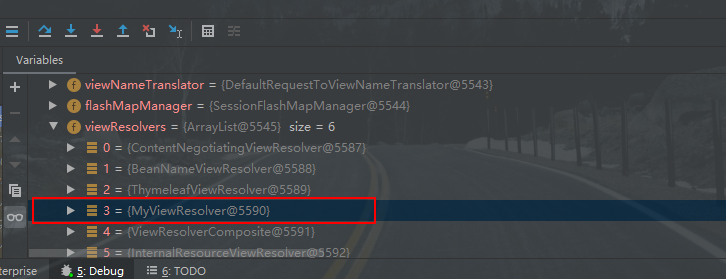 Variables
viewNameTranslator = {DefaultRequestToViewNameTranslator@5543}
flashMapManager = {SessionFlashMapManager@5544}
viewResolvers = {ArrayList@5545} size = 6
0 = {ContentNegotiatingViewResolver@5587}
1 = {BeanNameViewResolver@5588}
2 = {ThymeleafViewResolver@5589}
3 = {MyViewResolver@5590}
4 = {ViewResolverComposite@5591}
5 = {InternalResourceViewResolver@5592}
erprise 5: Debug 6: TODO